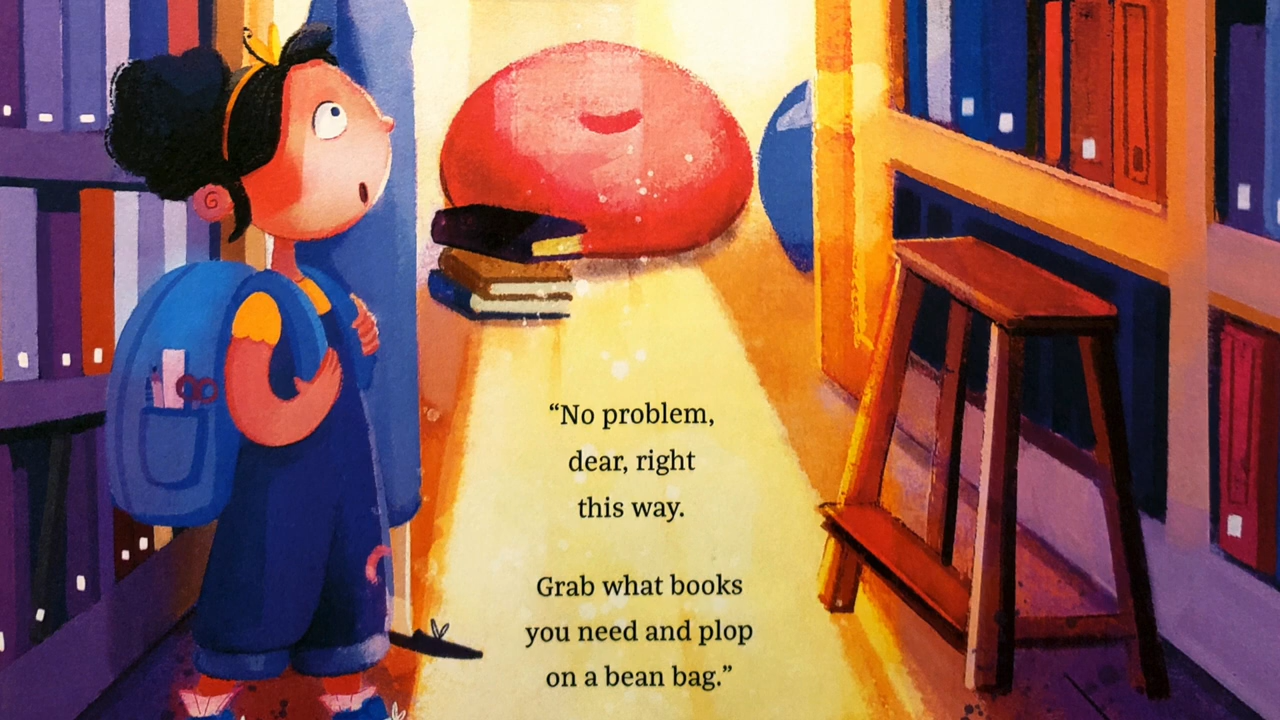 “No problem,
dear, right
this way.
Grab what books
you need and plop
on a bean bag.”